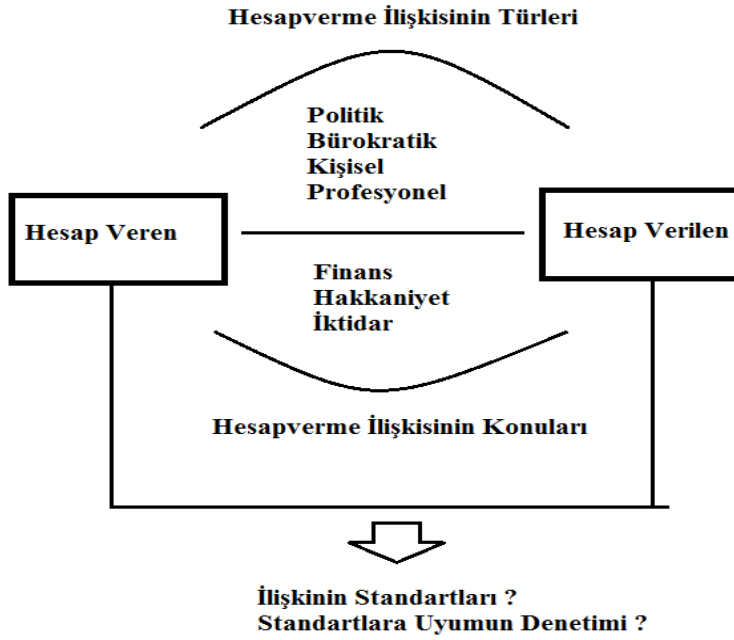 Hesapverme İlişkisinin Türleri
Politik
Bürokratik
Kişisel
Profesyonel
Hesap Veren
Hesap Verilen
Finans
Hakkaniyet
İktidar
Hesapverme İlişkisinin Konuları
İlişkinin Standartları ?
Standartlara Uyumun Denetimi ?